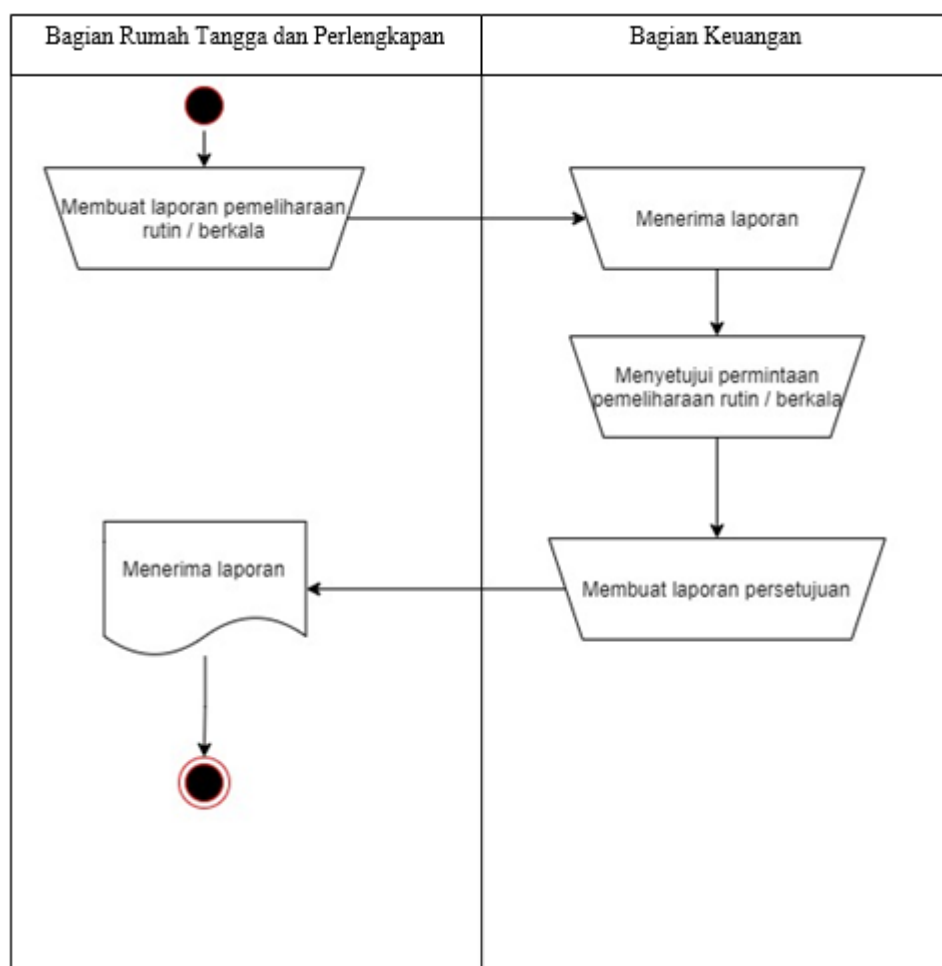 Bagian Rumah Tangga dan Perlengkapan
Bagian Keuangan
Membuat laporan pemeliharaan
rutin / berkala
Menerima laporan
Menyetujui permintaan
pemeliharaan rutin / berkala
Membuat laporan persetujuan
Menerima laporan